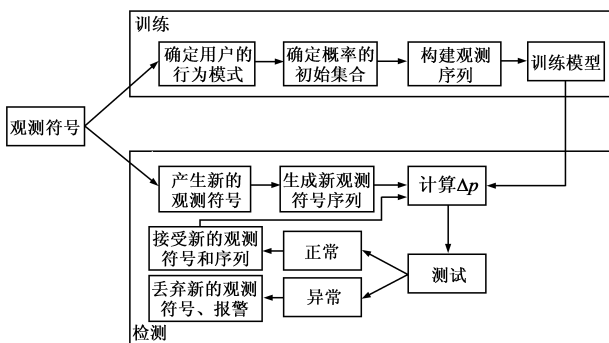 训练
确定用户的
行为模式
确定概率的
初始集合
构建观测
序列
训练模型
观测符号
产生新的
观测符号
生成新观测
符号序列
计算Δp
接受新的观测
符号和序列
正常
测试
丢弃新的观测
符号、报警
异常
检测